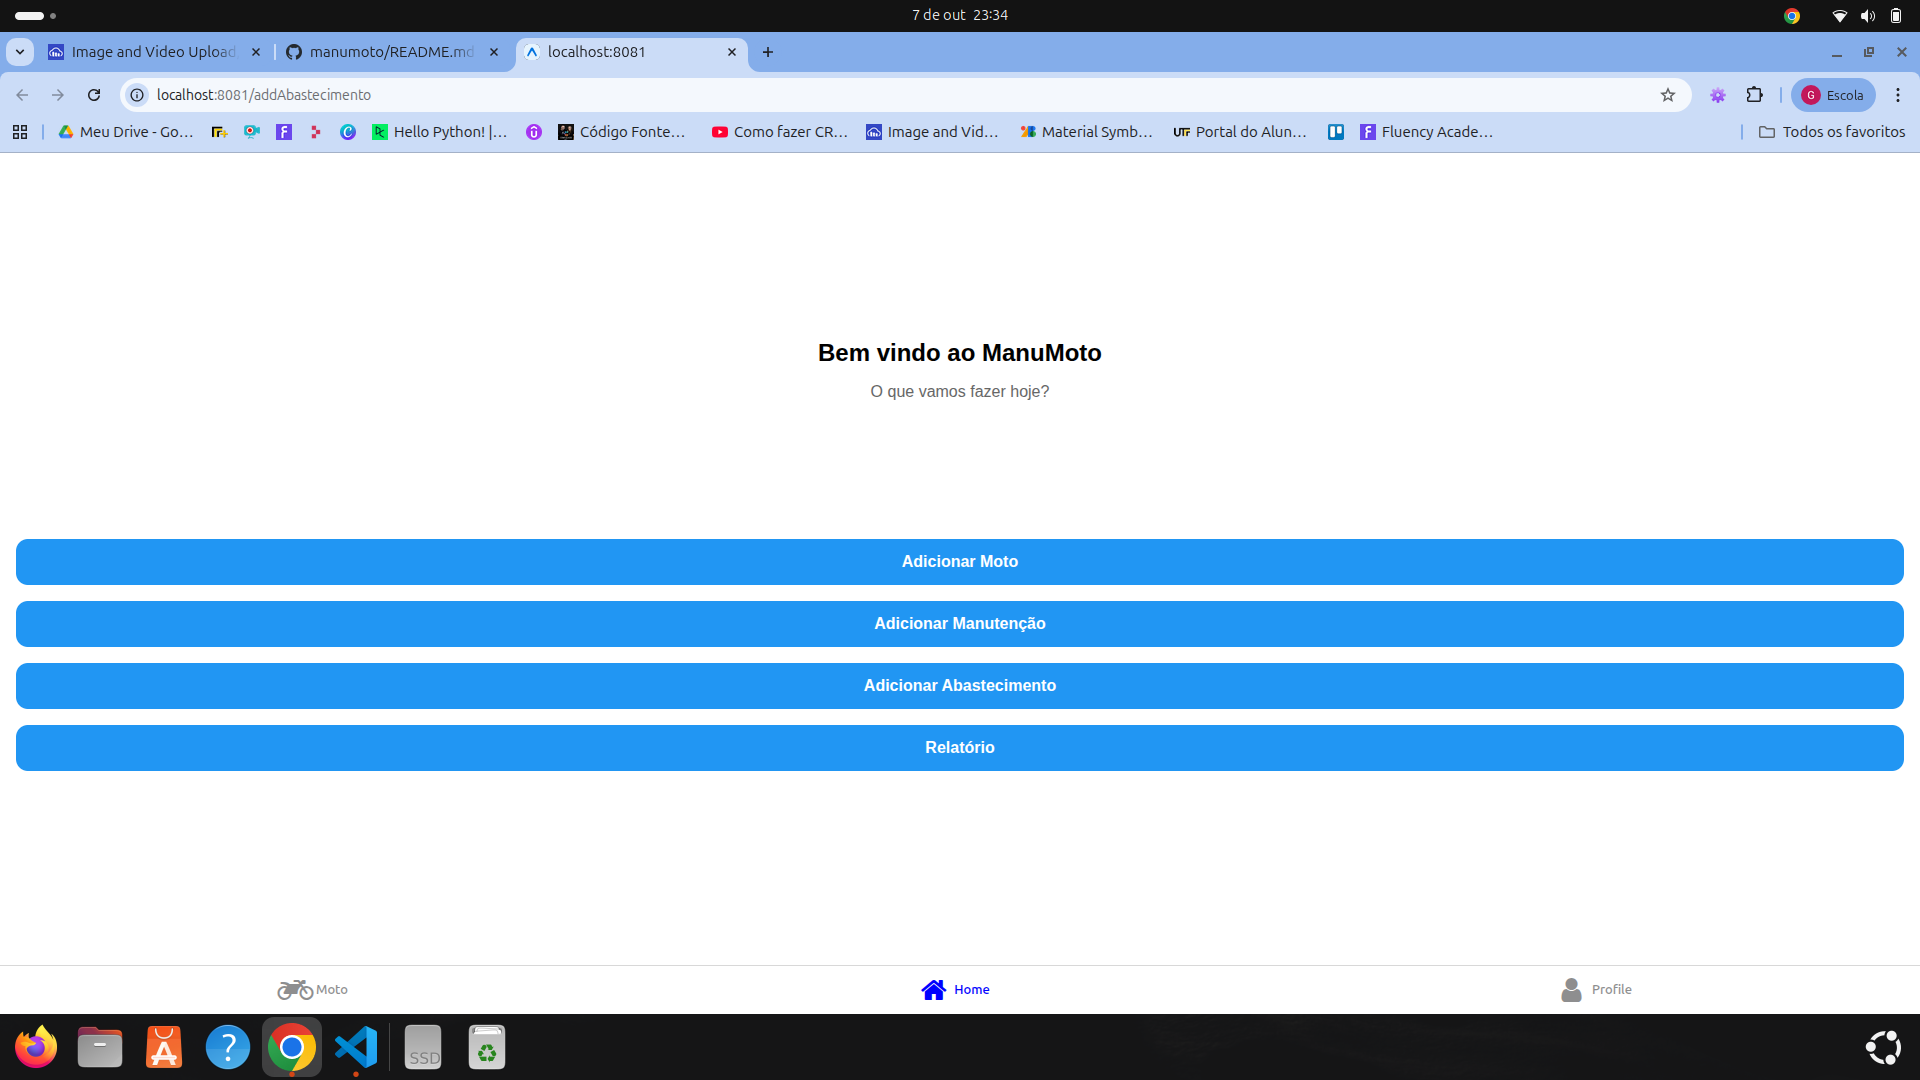 7 de out 23:34
Image and Video Upload
manumoto/README.md
localhost:8081
localhost:8081/addAbastecimento
G Escola
Meu Drive - Go...
Hello Python! |...
Código Fonte...
Como fazer CR...
Image and Vid...
Material Symb...
Portal do Alun...
Fluency Acade...
Todos os favoritos
Bem vindo ao ManuMoto
O que vamos fazer hoje?
Adicionar Moto
Adicionar Manutenção
Adicionar Abastecimento
Relatório
Moto
Home
Profile
SSD